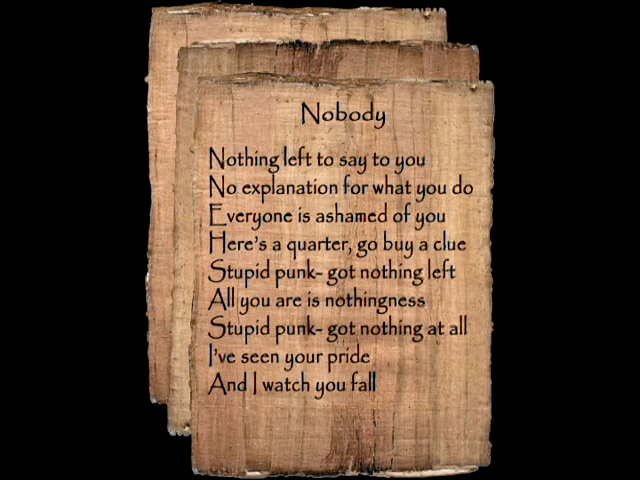 Nobody
Nothing left to say to you
No explanation for what you do
Everyone is ashamed of you
Here's a quarter, go buy a clue
Stupid punk- got nothing left
All you are is nothingness
Stupid punk- got nothing at all
I've seen your pride
And I watch you fall